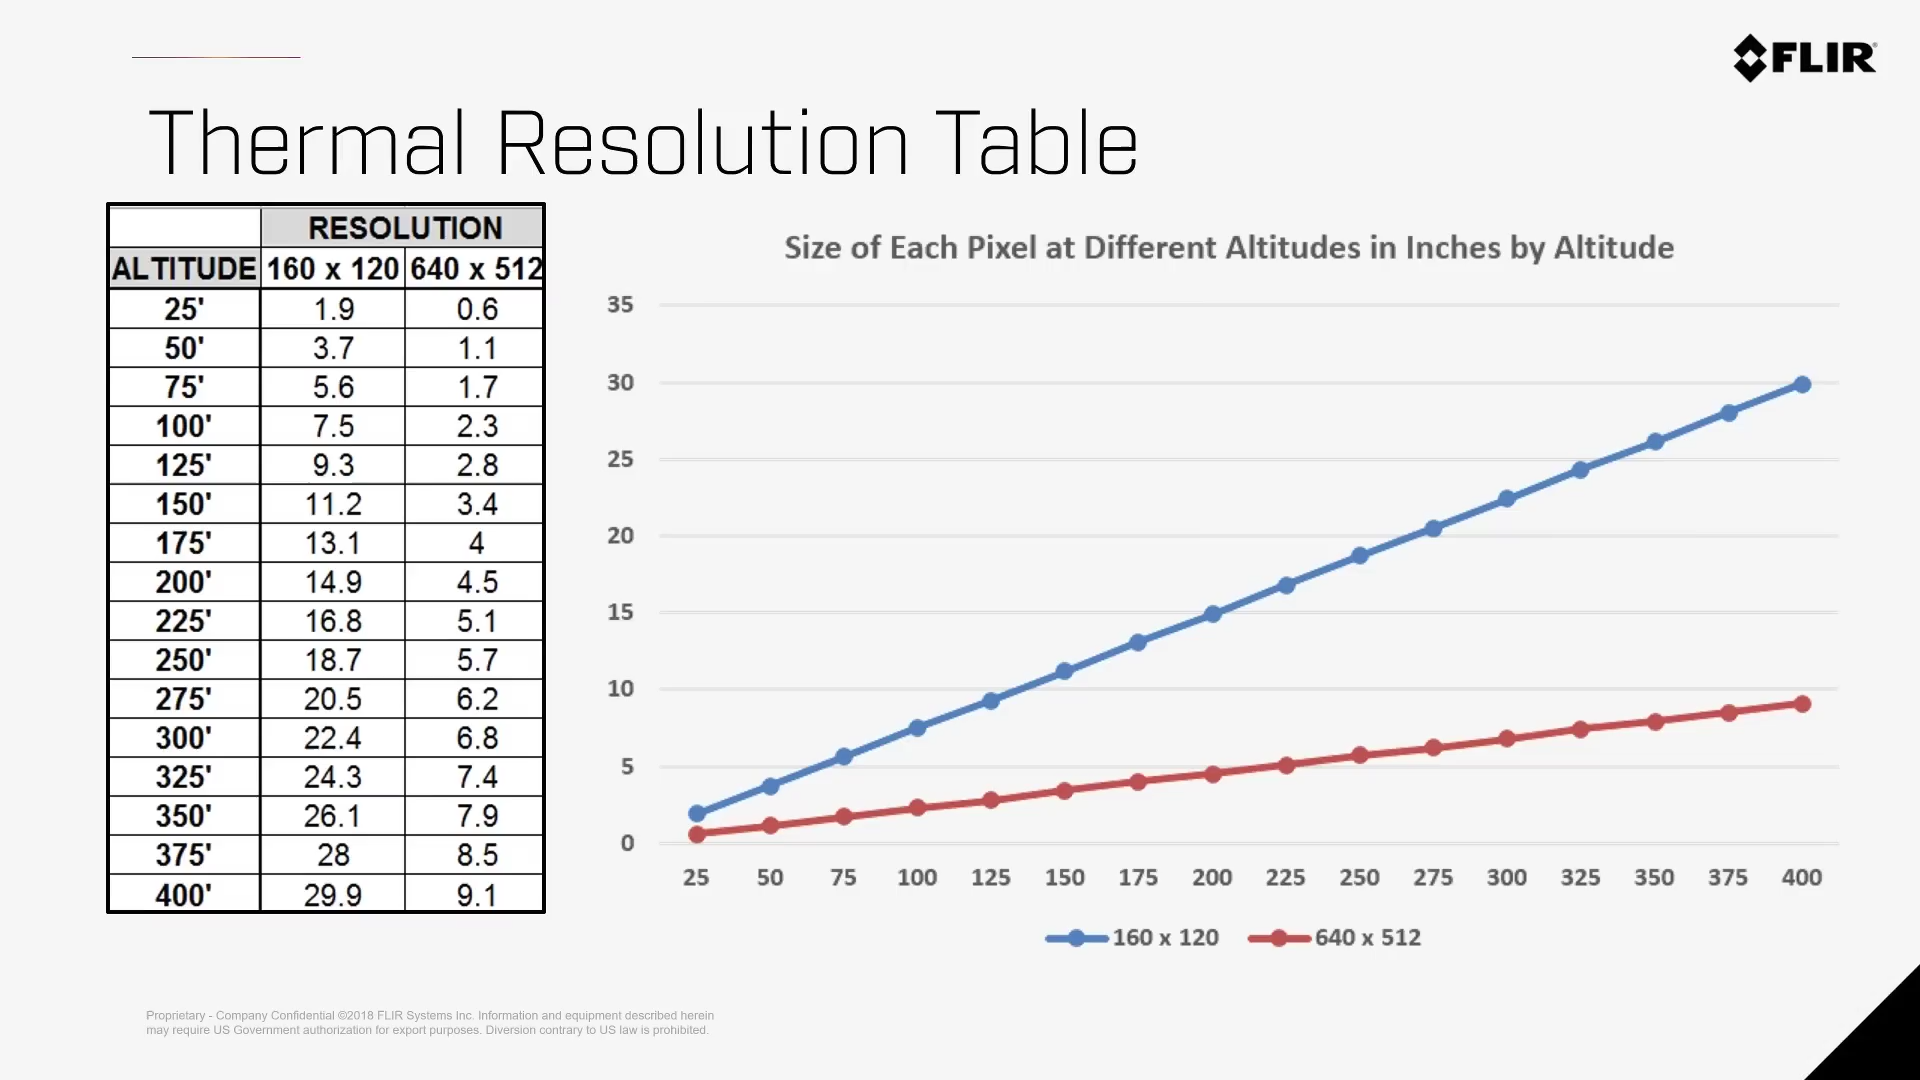 FLIR
Thermal Resolution Table
RESOLUTION
ALTITUDE 160 x 120 640 x 512
25' 1.9 0.6
50' 3.7 1.1
75' 5.6 1.7
100' 7.5 2.3
125' 9.3 2.8
150' 11.2 3.4
175' 13.1 4
200' 14.9 4.5
225' 16.8 5.1
250' 18.7 5.7
275' 20.5 6.2
300' 22.4 6.8
325' 24.3 7.4
350' 26.1 7.9
375' 28 8.5
400' 29.9 9.1
Size of Each Pixel at Different Altitudes in Inches by Altitude
35
30
25
20
15
10
5
0
25 50 75 100 125 150 175 200 225 250 275 300 325 350 375 400
160 x 120 640 x 512
Proprietary - Company Confidential ©2018 FLIR Systems Inc. Information and equipment described herein
may require US Government authorization for export purposes. Diversion contrary to US law is prohibited.